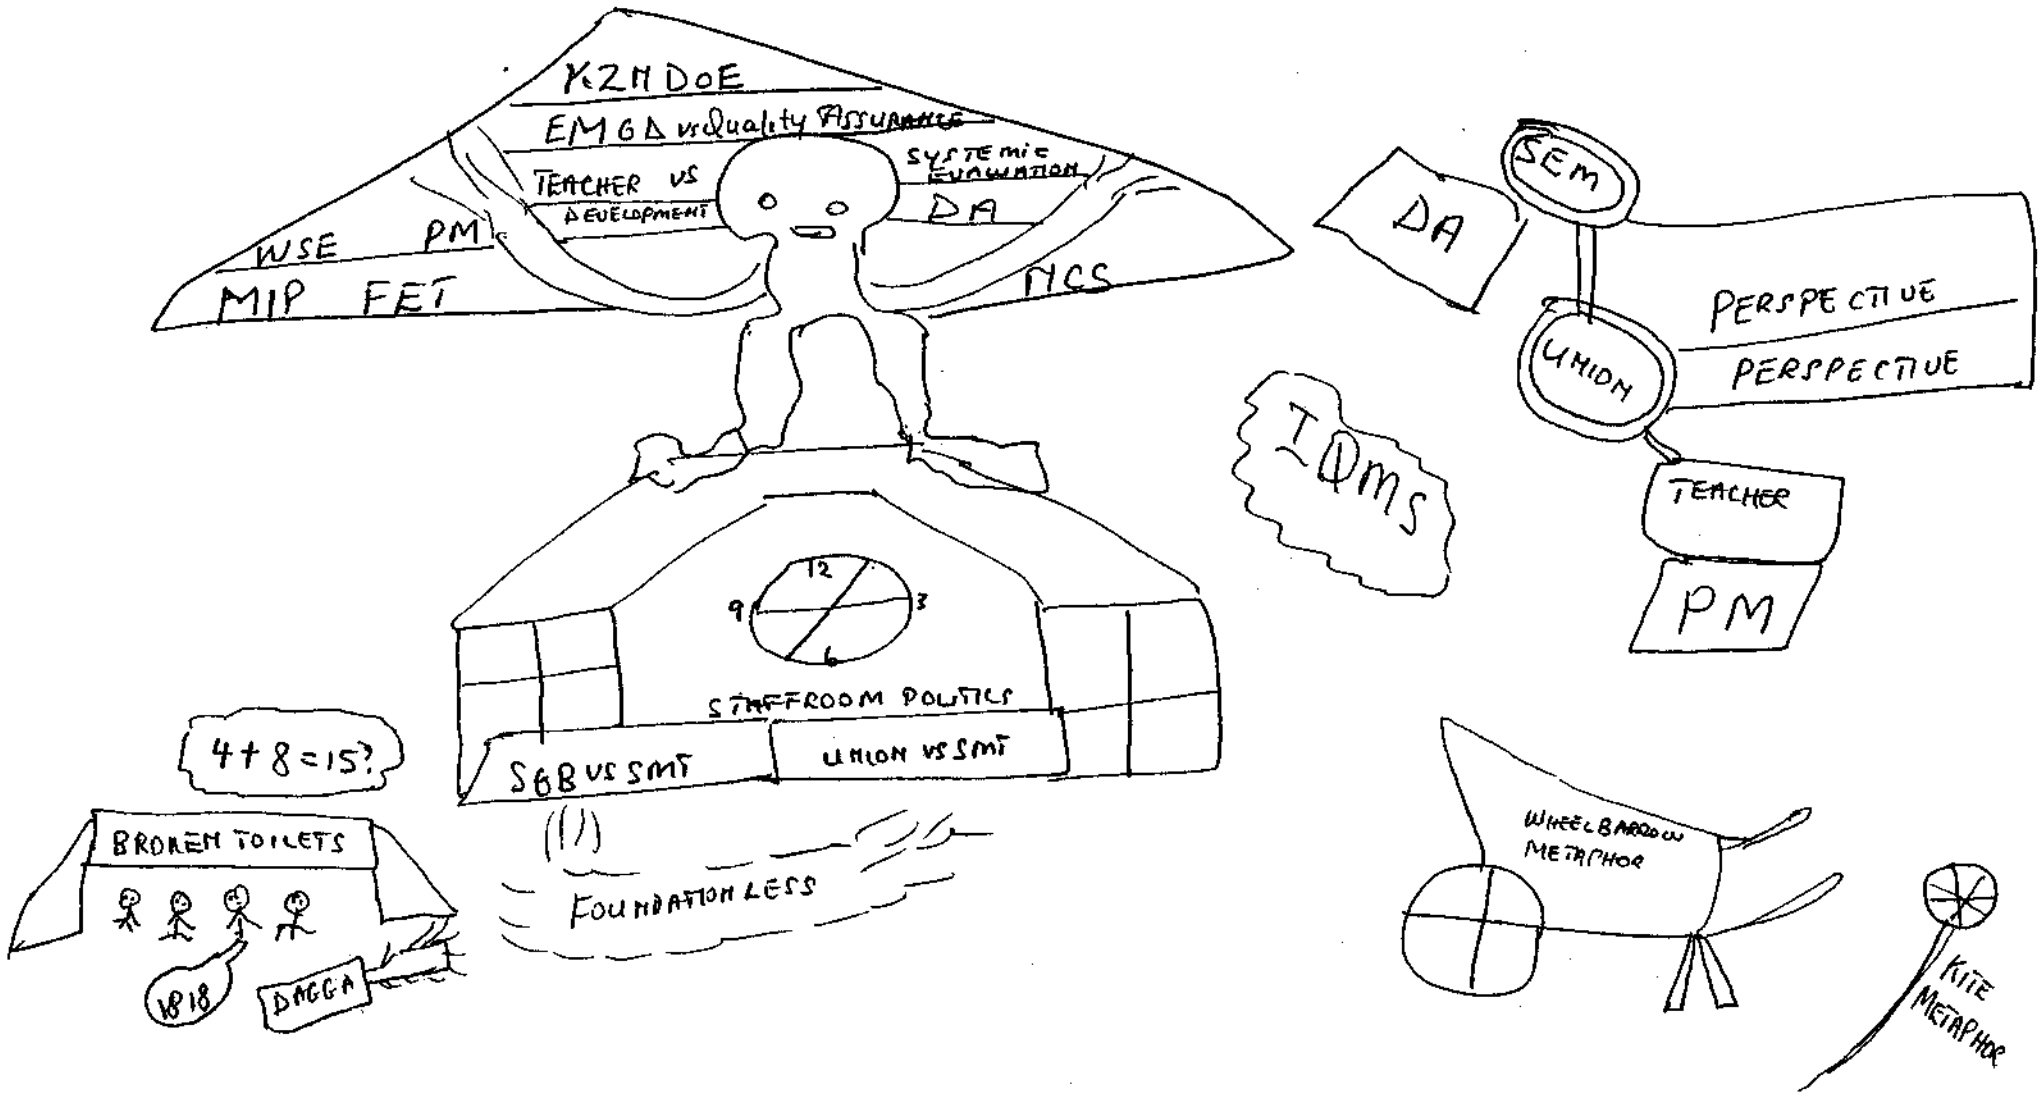 KZN DoE
EMGD vs Quality ASSURANCE
TEACHER VS
DEVELOPMENT
SYSTEMIC
EVALUATION
DA
WSE PM
MIP FET
NCS
SEM
DA
UNION
PERSPECTIVE
PERSPECTIVE
TEACHER
PM
IQMS
12
9 3
6
STAFFROOM POLITICS
SGB VS SMT
UNION VS SMT
FOUNDATIONLESS
4+8=15?
BROKEN TOILETS
1818
DAGGA
WHEELBARROW
METAPHOR
KITE
METAPHOR